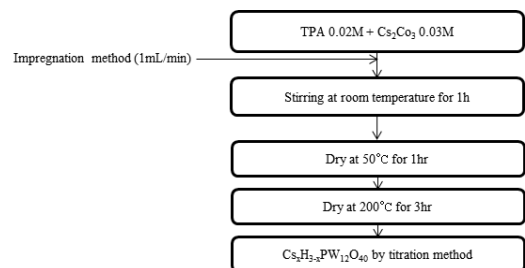 TPA 0.02M + Cs₂Co₃ 0.03M
Impregnation method (1mL/min)
Stirring at room temperature for 1h
Dry at 50°C for 1hr
Dry at 200°C for 3hr
CsₓH₃₋ₓPW₁₂O₄₀ by titration method